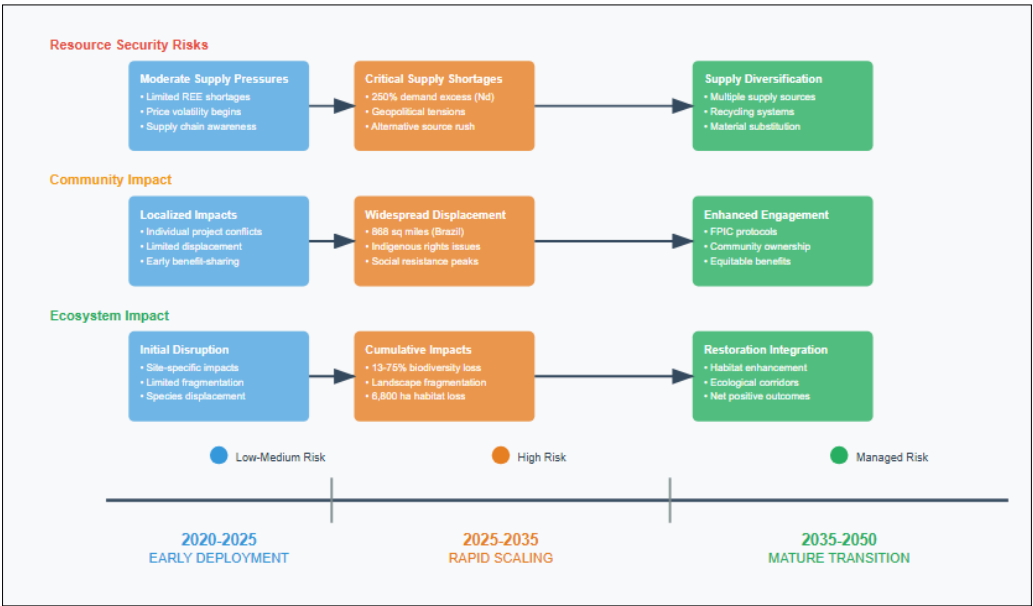 Resource Security Risks
Moderate Supply Pressures
• Limited REE shortages
• Price volatility begins
• Supply chain awareness
Critical Supply Shortages
• 250% demand excess (Nd)
• Geopolitical tensions
• Alternative source rush
Supply Diversification
• Multiple supply sources
• Recycling systems
• Material substitution
Community Impact
Localized Impacts
• Individual project conflicts
• Limited displacement
• Early benefit-sharing
Widespread Displacement
• 868 sq miles (Brazil)
• Indigenous rights issues
• Social resistance peaks
Enhanced Engagement
• FPIC protocols
• Community ownership
• Equitable benefits
Ecosystem Impact
Initial Disruption
• Site-specific impacts
• Limited fragmentation
• Species displacement
Cumulative Impacts
• 13-75% biodiversity loss
• Landscape fragmentation
• 6,800 ha habitat loss
Restoration Integration
• Habitat enhancement
• Ecological corridors
• Net positive outcomes
Low-Medium Risk
High Risk
Managed Risk
2020-2025
EARLY DEPLOYMENT
2025-2035
RAPID SCALING
2035-2050
MATURE TRANSITION